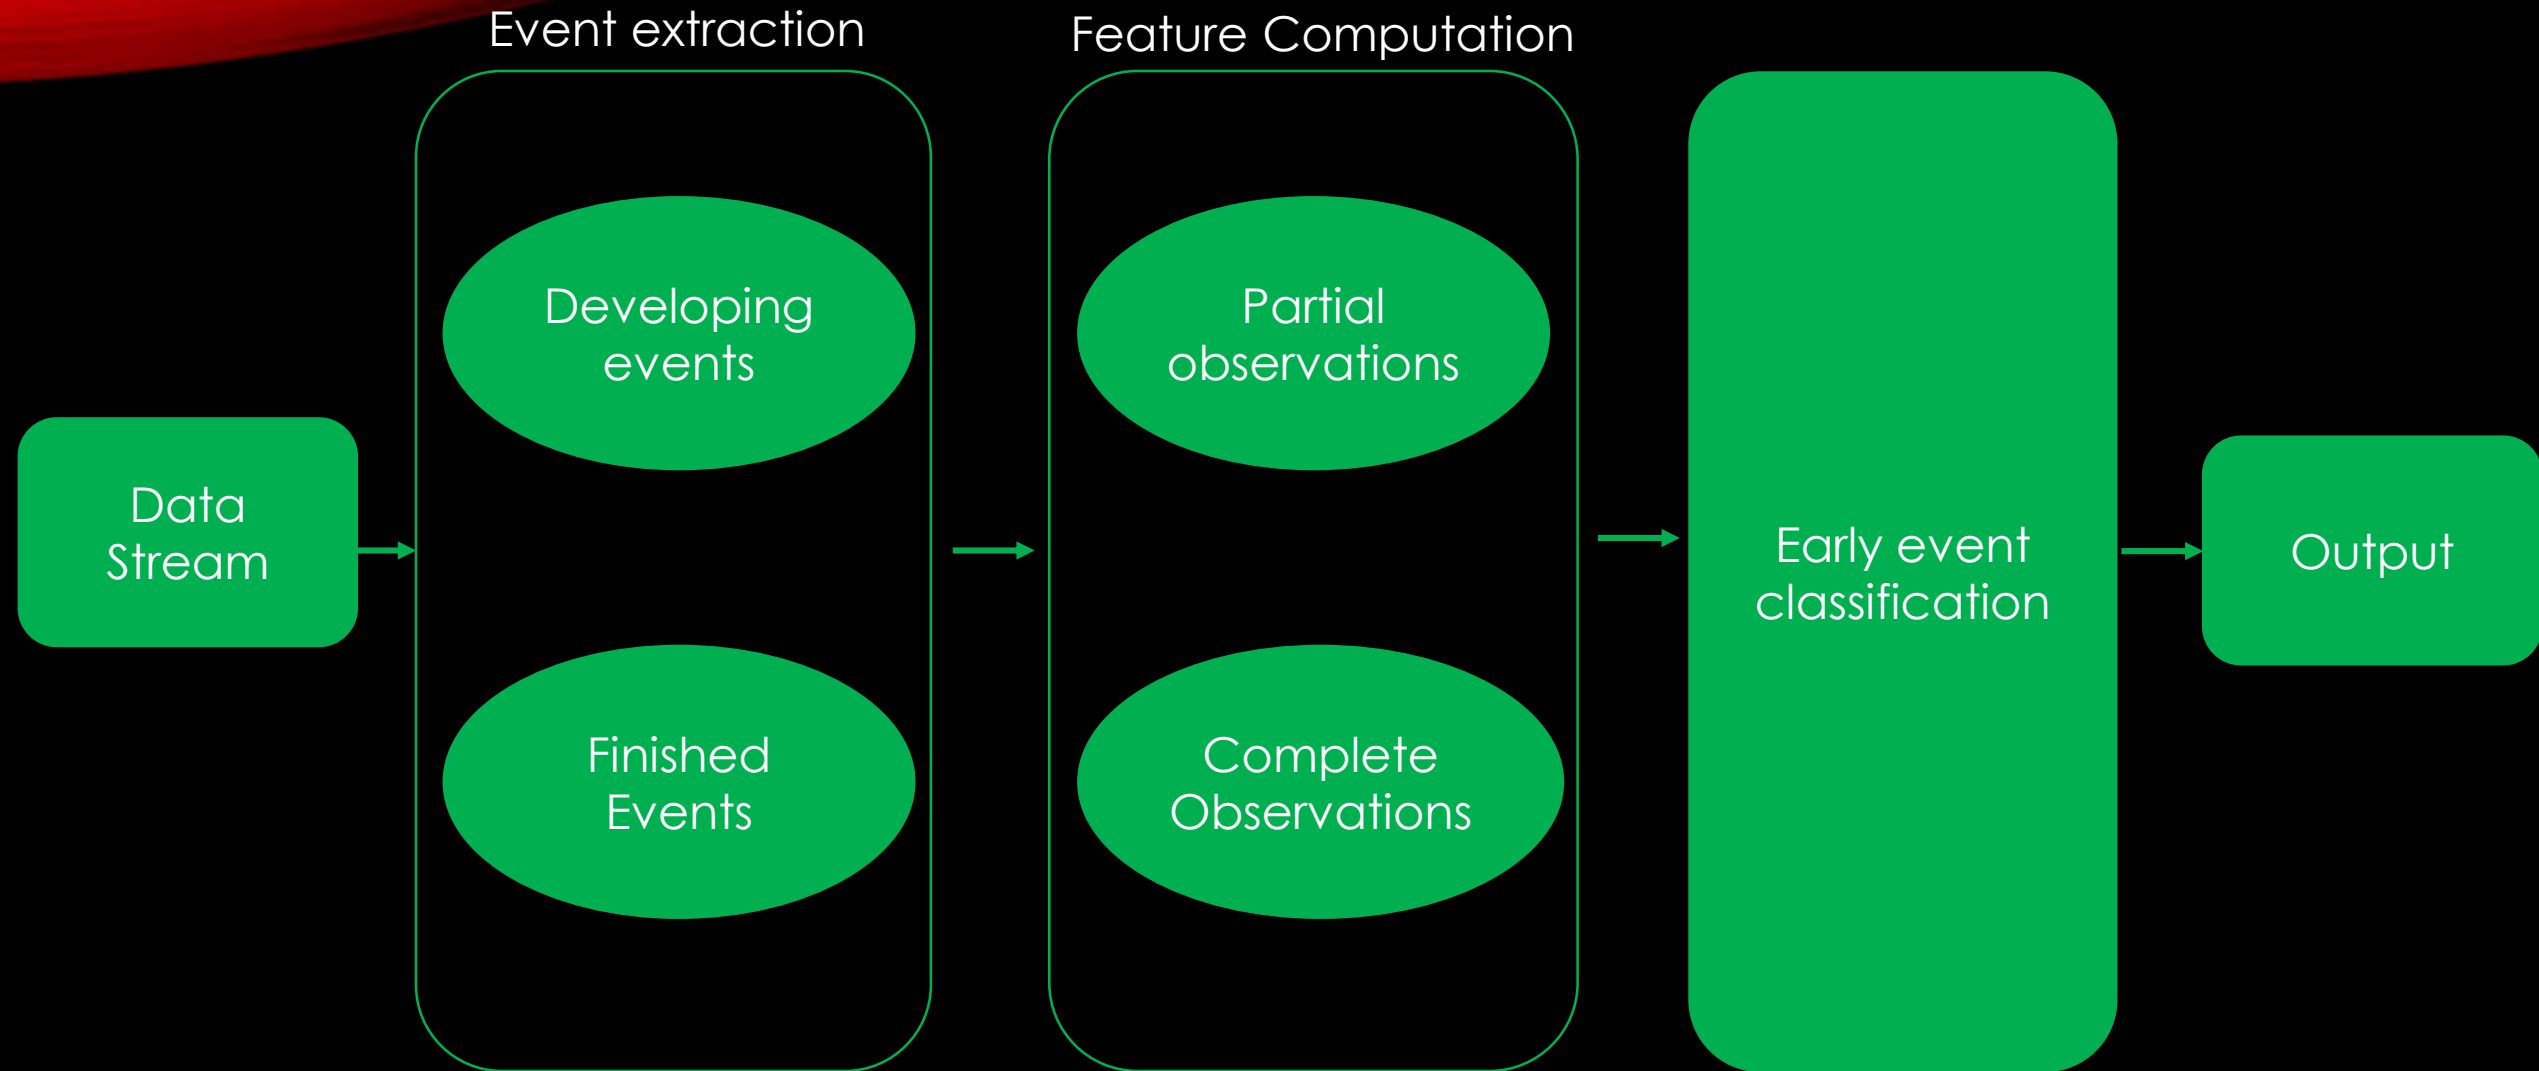 Event extraction
Feature Computation
Developing
events
Partial
observations
Data
Stream
Early event
classification
Output
Finished
Events
Complete
Observations